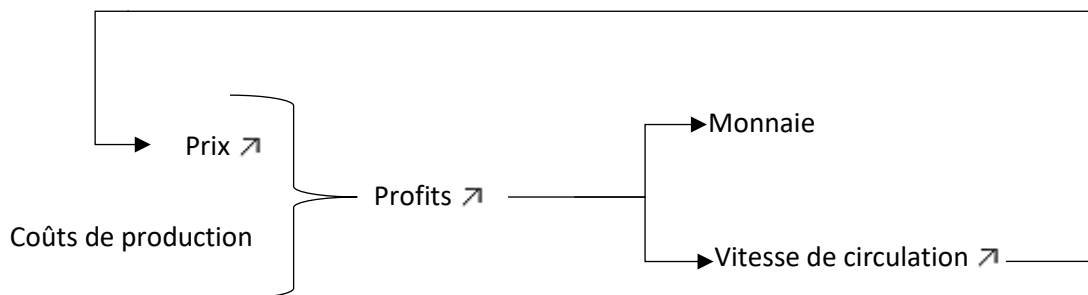 Monnaie
Prix ↗
Profits ↗
Coûts de production
Vitesse de circulation ↗